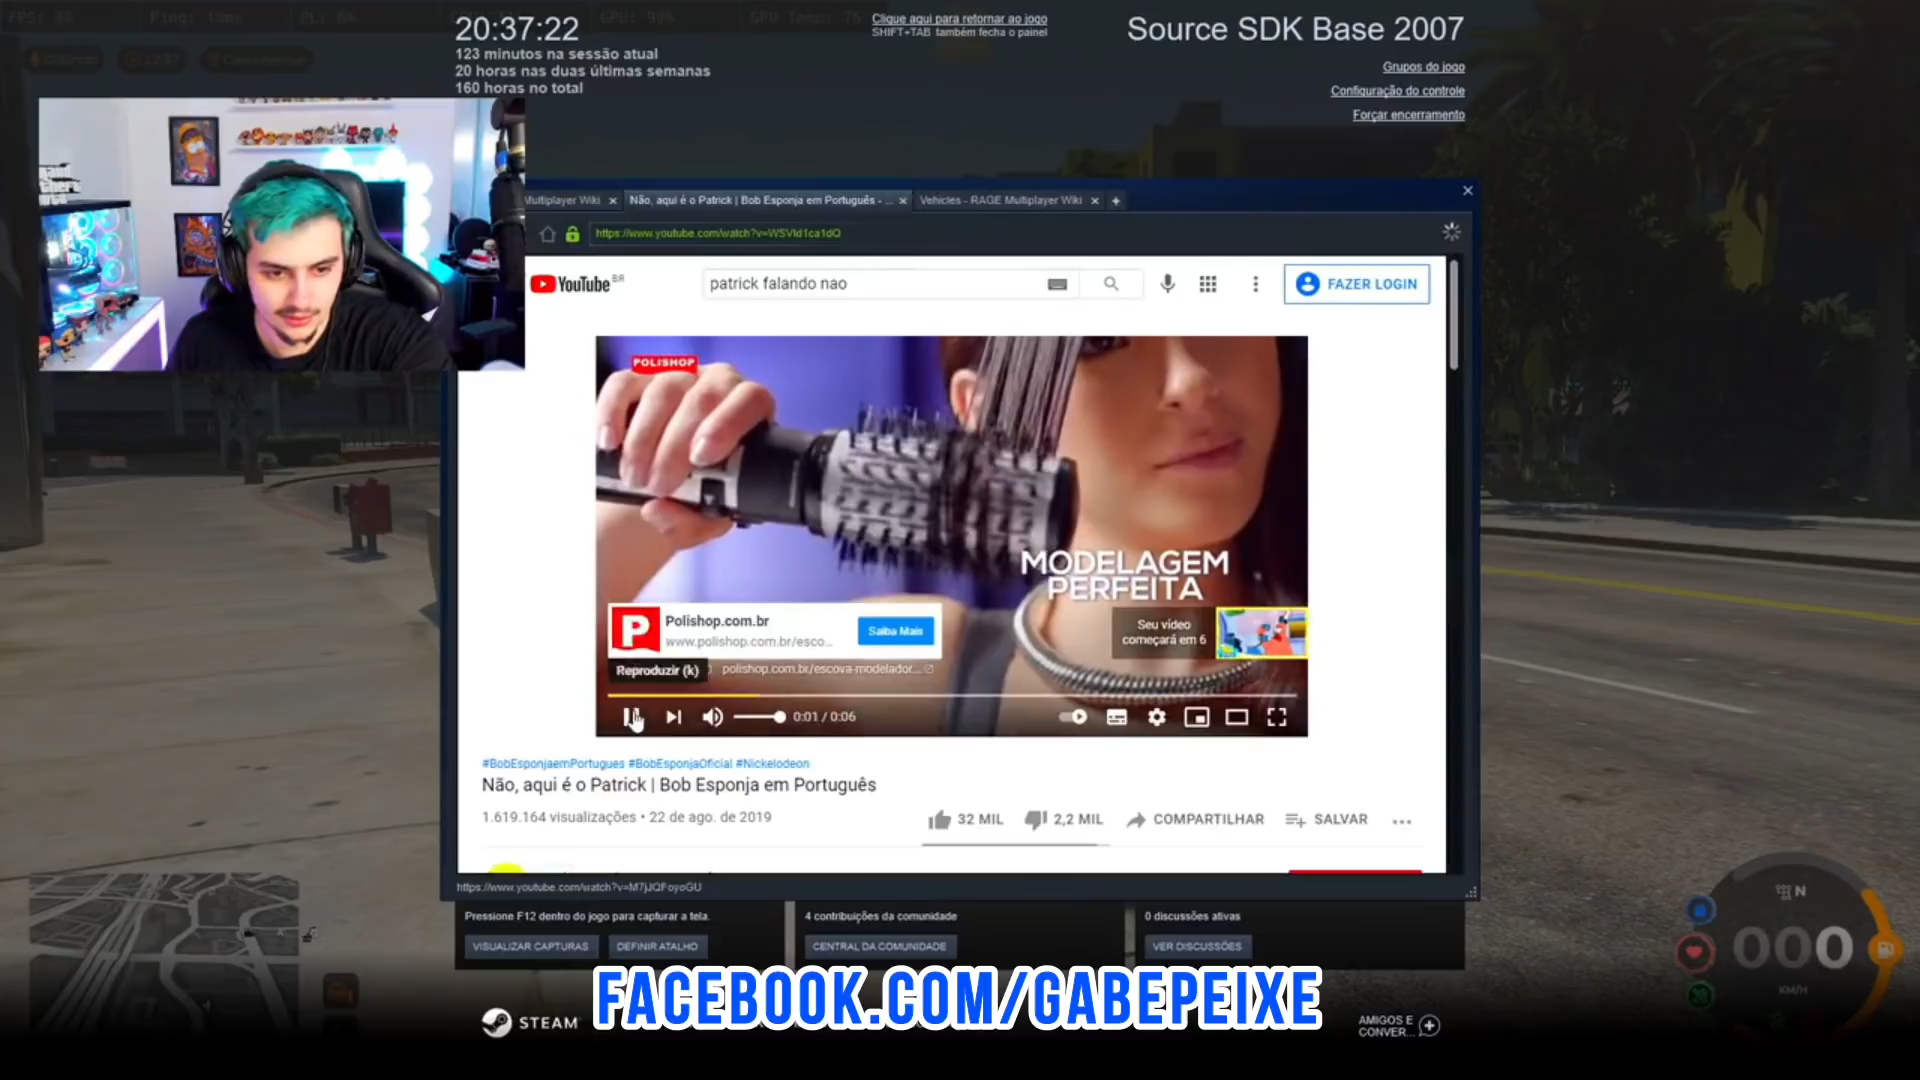 20:37:22
123 minutos na sessão atual
20 horas nas duas últimas semanas
160 horas no total
Clique aqui para retornar ao jogo
SHIFT+TAB também fecha o painel
Source SDK Base 2007
Grupos do jogo
Configuração do controle
Forçar encerramento
Multiplayer Wiki
Não, aqui é o Patrick | Bob Esponja em Português - ...
Vehicles - RAGE Multiplayer Wiki
https://www.youtube.com/watch?v=WSVld1ca1dQ
YouTube BR
patrick falando nao
FAZER LOGIN
POLISHOP
MODELAGEM
PERFEITA
Polishop.com.br
www.polishop.com.br/esco...
Saiba Mais
Seu vídeo
começará em 6
Reproduzir (k)
polishop.com.br/escova-modelador...
0:01 / 0:06
#BobEsponjaemPortugues #BobEsponjaOficial #Nickelodeon
Não, aqui é o Patrick | Bob Esponja em Português
1.619.164 visualizações • 22 de ago. de 2019
32 MIL
2,2 MIL
COMPARTILHAR
SALVAR
https://www.youtube.com/watch?v=M7jJQFoyoGU
Pressione F12 dentro do jogo para capturar a tela.
VISUALIZAR CAPTURAS
DEFINIR ATALHO
4 contribuições da comunidade
CENTRAL DA COMUNIDADE
0 discussões ativas
VER DISCUSSÕES
N
000
KM/H
STEAM
FACEBOOK.COM/GABEPEIXE
AMIGOS E
CONVER...